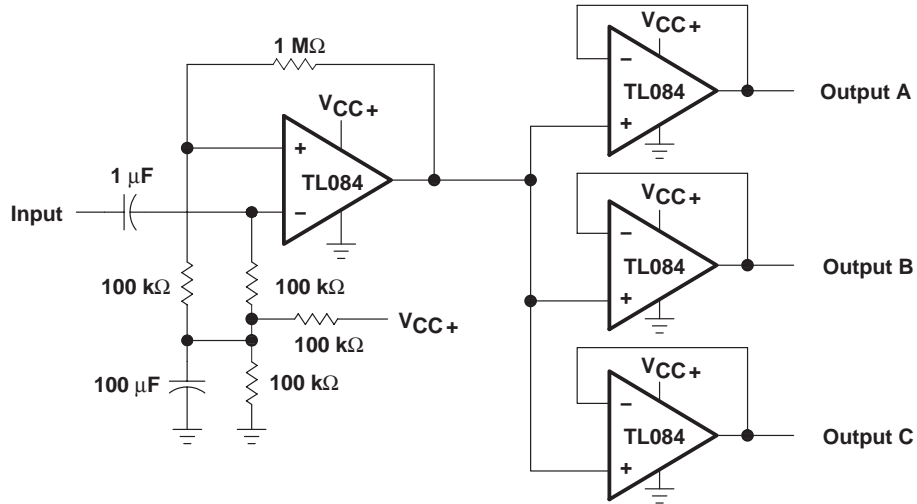 1 MΩ
VCC+
+
TL084
−
1 μF
Input
100 kΩ
100 kΩ
VCC+
100 kΩ
100 μF
100 kΩ
VCC+
−
TL084
+
Output A
VCC+
−
TL084
+
Output B
VCC+
−
TL084
+
Output C